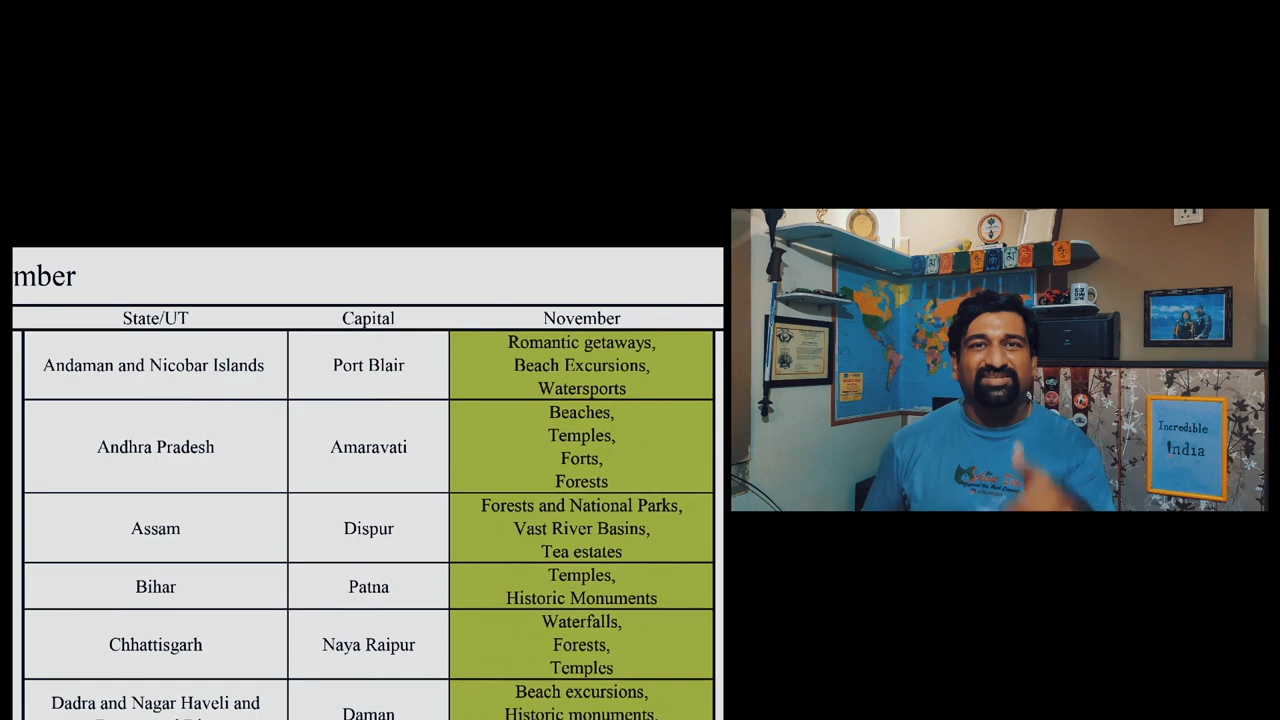 mber
State/UT
Capital
November
Andaman and Nicobar Islands
Port Blair
Romantic getaways,
Beach Excursions,
Watersports
Andhra Pradesh
Amaravati
Beaches,
Temples,
Forts,
Forests
Assam
Dispur
Forests and National Parks,
Vast River Basins,
Tea estates
Bihar
Patna
Temples,
Historic Monuments
Chhattisgarh
Naya Raipur
Waterfalls,
Forests,
Temples
Dadra and Nagar Haveli and
Daman
Beach excursions,
Historic monuments,
Incredible
India